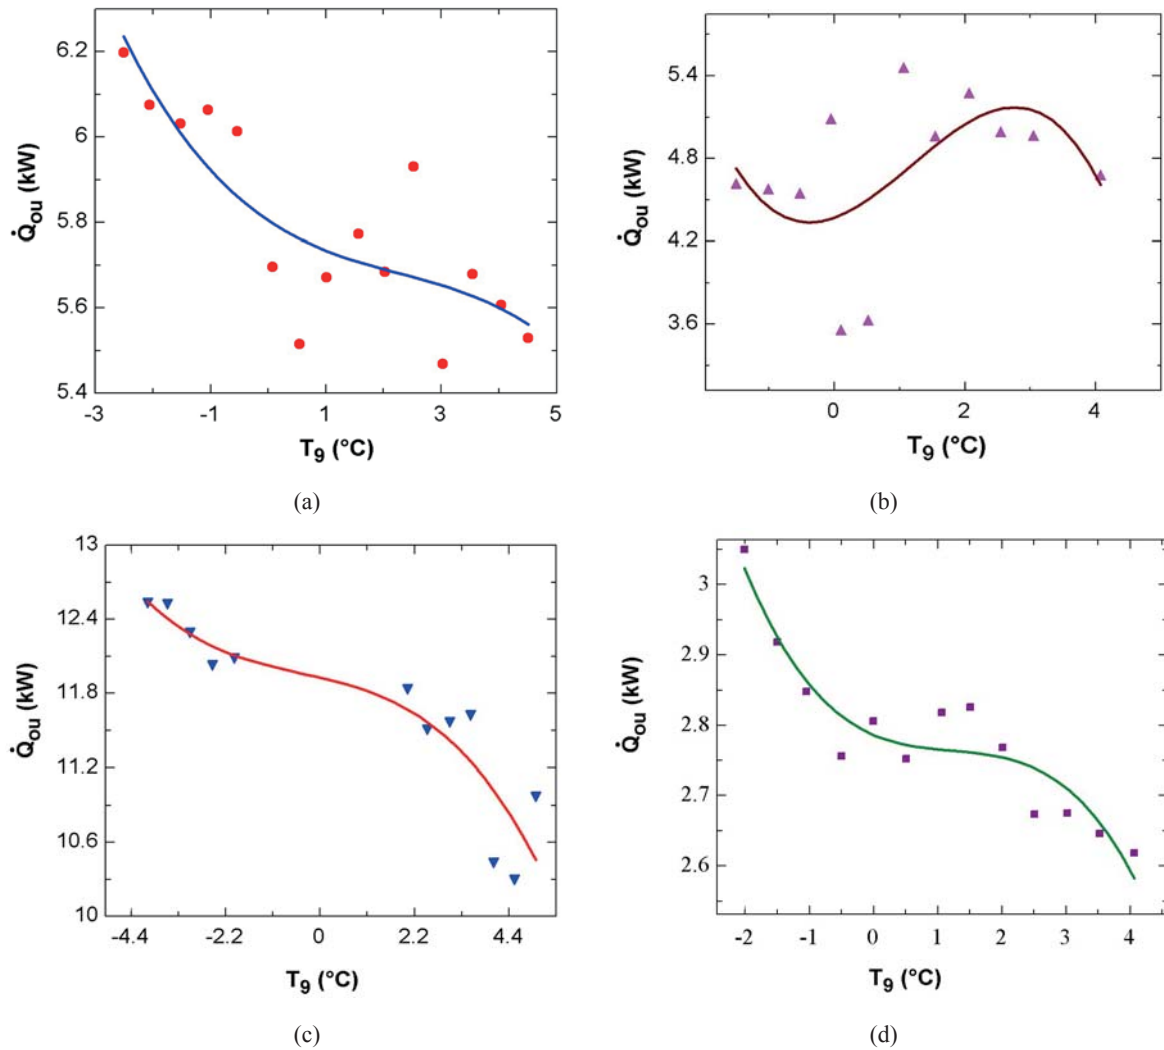 6.2
6
5.8
5.6
5.4
Q̇ou (kW)
-3 -1 1 3 5
T9 (°C)
(a)
5.4
4.8
4.2
3.6
Q̇ou (kW)
0 2 4
T9 (°C)
(b)
13
12.4
11.8
11.2
10.6
10
Q̇ou (kW)
-4.4 -2.2 0 2.2 4.4
T9 (°C)
(c)
3
2.9
2.8
2.7
2.6
Q̇ou (kW)
-2 -1 0 1 2 3 4
T9 (°C)
(d)